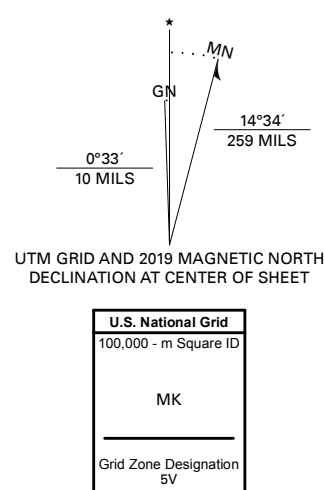 ★
MN
GN
14°34´
259 MILS
0°33´
10 MILS
UTM GRID AND 2019 MAGNETIC NORTH
DECLINATION AT CENTER OF SHEET
U.S. National Grid
100,000 - m Square ID
MK
Grid Zone Designation
5V